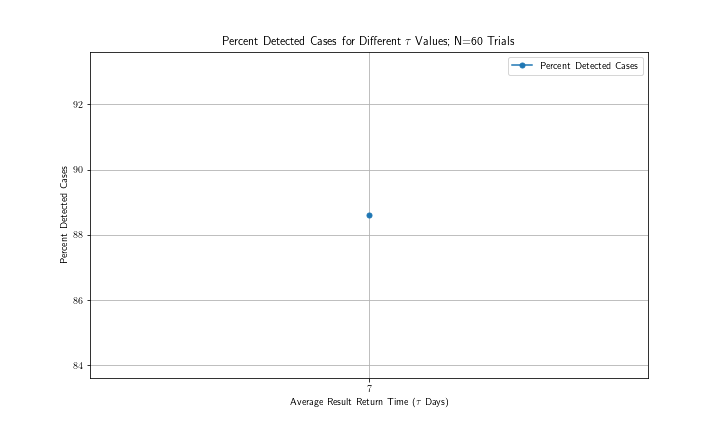 Percent Detected Cases for Different τ Values; N=60 Trials
Percent Detected Cases
92
90
88
86
84
Percent Detected Cases
7
Average Result Return Time (τ Days)